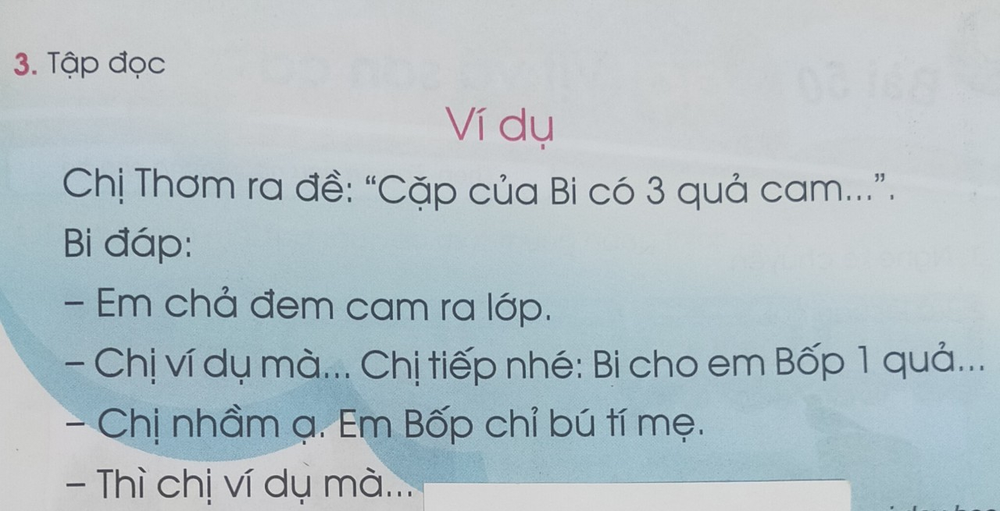 3. Tập đọc
Ví dụ
Chị Thơm ra đề: “Cặp của Bi có 3 quả cam...”.
Bi đáp:
– Em chả đem cam ra lớp.
– Chị ví dụ mà... Chị tiếp nhé: Bi cho em Bốp 1 quả...
– Chị nhầm ạ. Em Bốp chỉ bú tí mẹ.
– Thì chị ví dụ mà...